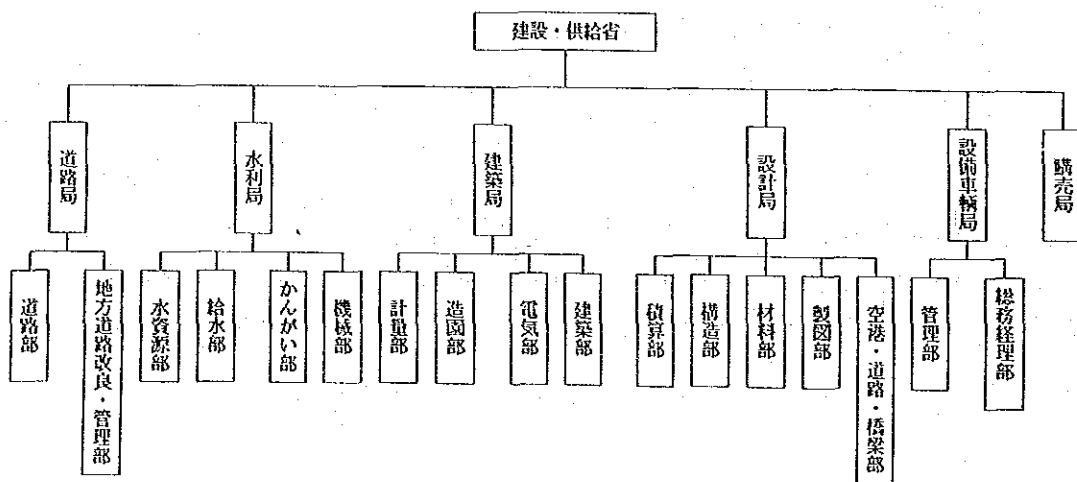 建設・供給省
道路局
水利局
建築局
設計局
設備車輌局
購売局
道路部
地方道路改良・管理部
水資源部
給水部
かんがい部
機械部
計量部
造園部
電気部
建築部
積算部
構造部
材料部
製図部
空港・道路・橋梁部
管理部
総務経理部